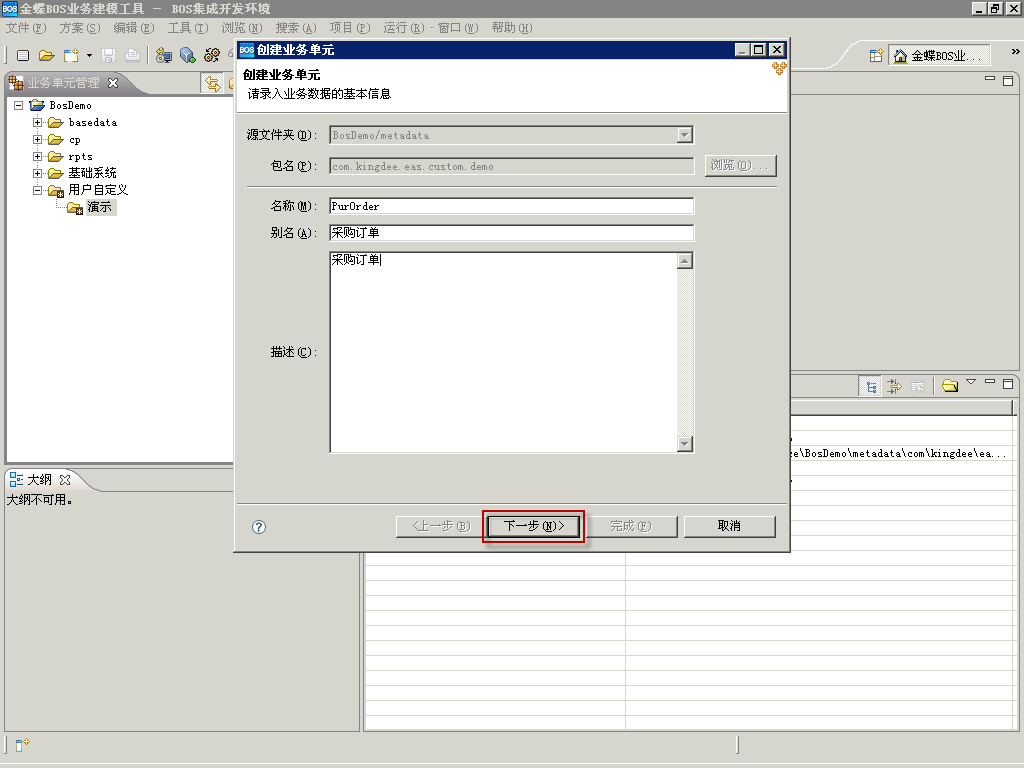 金蝶BOS业务建模工具 — BOS集成开发环境
文件(F) 方案(S) 编辑(E) 工具(T) 浏览(N) 搜索(A) 项目(P) 运行(R) 窗口(W) 帮助(H)
金蝶BOS业...
业务单元管理
BosDemo
basedata
cp
rpts
基础系统
用户自定义
演示
BOS 创建业务单元
创建业务单元
请录入业务数据的基本信息
源文件夹(D): BosDemo/metadata
包名(P): com.kingdee.eas.custom.demo 浏览(O)...
名称(M): PurOrder
别名(A): 采购订单
描述(C): 采购订单
<上一步(B) 下一步(N)> 完成(F) 取消
e\BosDemo\metadata\com\kingdee\ea...
大纲
大纲不可用。